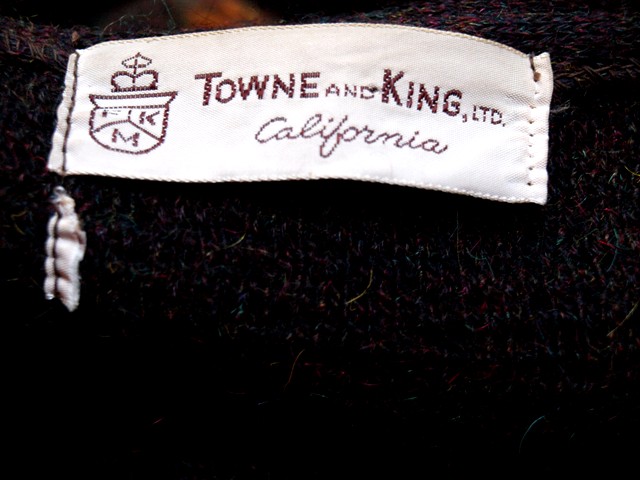 TOWNE AND KING, LTD.
California
K
M